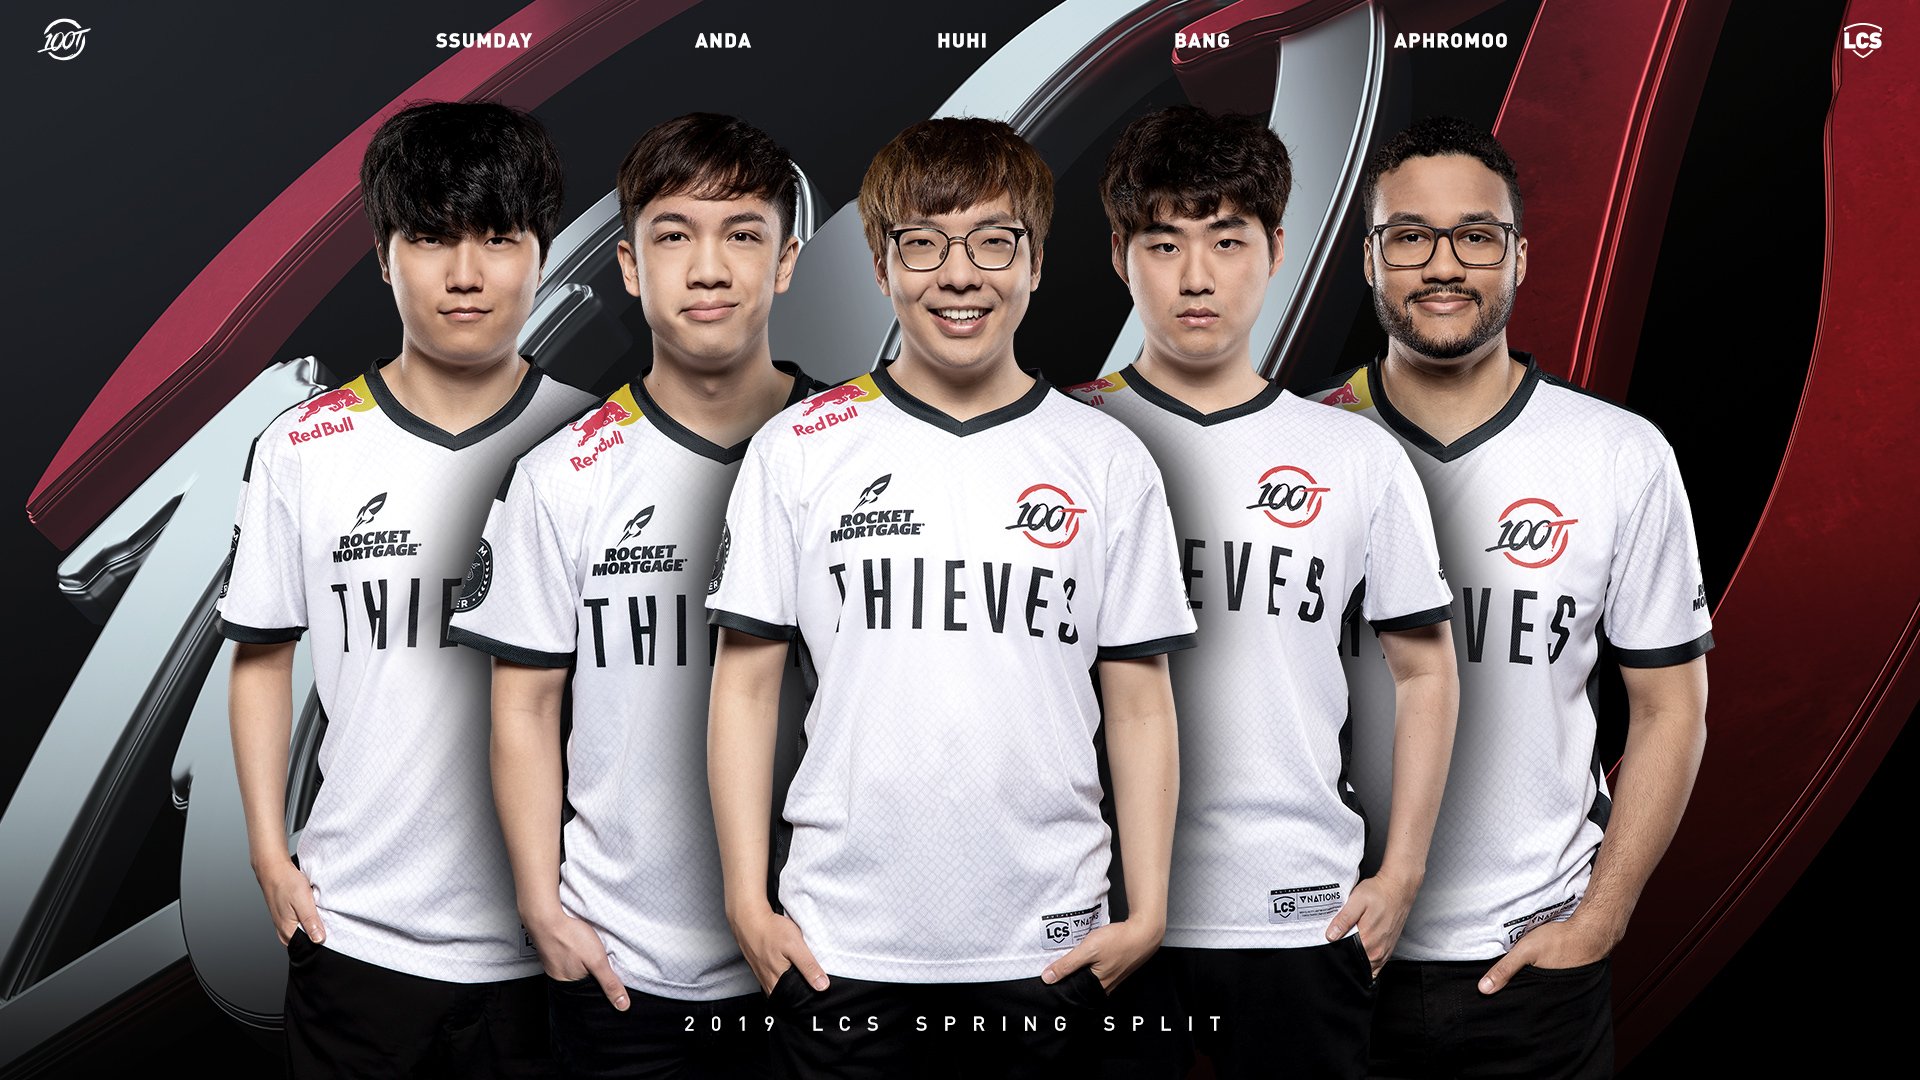 100T
SSUMDAY
ANDA
HUHI
BANG
APHROMOO
LCS
Red Bull
ROCKET
MORTGAGE
THIE
Red Bull
ROCKET
MORTGAGE
THI
Red Bull
ROCKET
MORTGAGE
100T
THIEVES
LCS
100T
EVES
LCS
NATIONS
100T
VES
2019 LCS SPRING SPLIT